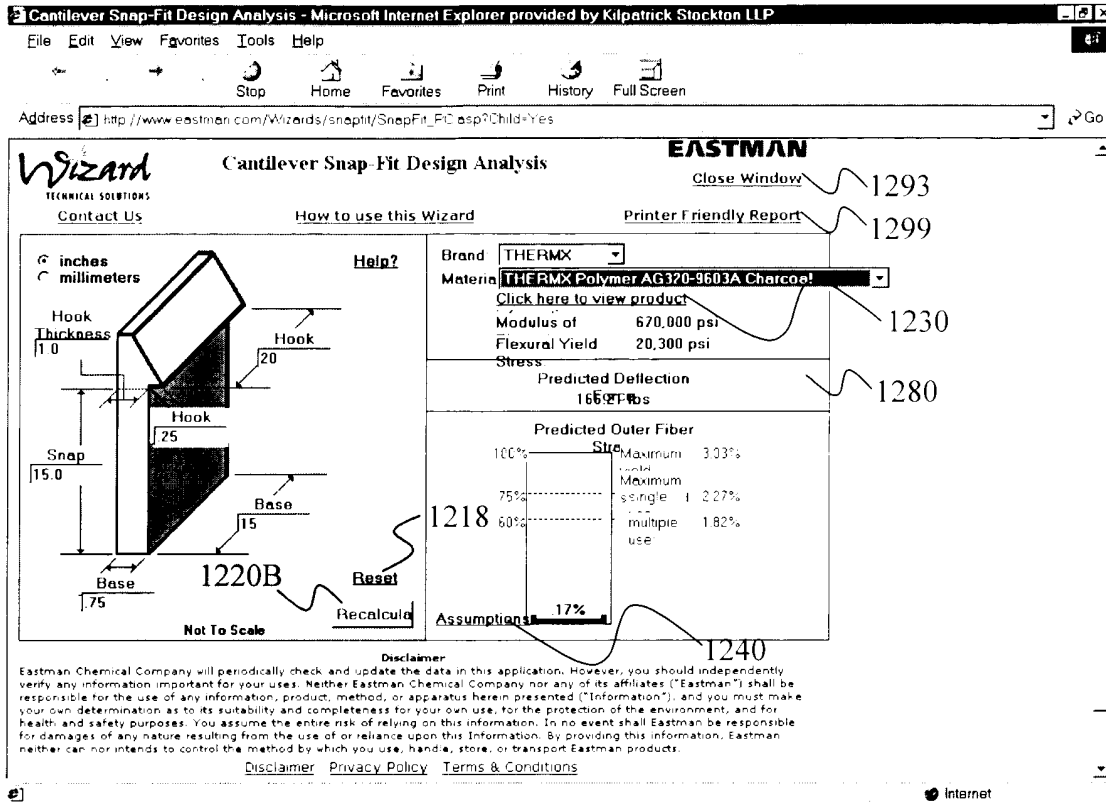 Cantilever Snap-Fit Design Analysis - Microsoft Internet Explorer provided by Kilpatrick Stockton LLP
File Edit View Favorites Tools Help
Stop Home Favorites Print History Full Screen
Address http://www.eastman.com/Wizards/snapfit/SnapFit_FC.asp?Child=Yes Go
Wizard
TECHNICAL SOLUTIONS
Cantilever Snap-Fit Design Analysis
EASTMAN
Close Window
1293
Contact Us
How to use this Wizard
Printer Friendly Report
1299
inches
millimeters
Help?
Hook
Thickness
1.0
Hook
20
Hook
.25
Snap
15.0
Base
15
Base
.75
1220B
1218
Reset
Recalcula
Not To Scale
Brand THERMX
Materia THERMX Polymer AG320-9603A Charcoal
Click here to view product
1230
Modulus of 670,000 psi
Flexural Yield 20,300 psi
Stress
Predicted Deflection
1280
Predicted Outer Fiber
100% Maximum 3.03%
Maximum
75% single 2.27%
60% multiple 1.82%
use
.17%
Assumptions
1240
Disclaimer
Eastman Chemical Company will periodically check and update the data in this application. However, you should independently
verify any information important for your uses. Neither Eastman Chemical Company nor any of its affiliates ("Eastman") shall be
responsible for the use of any information, product, method, or apparatus herein presented ("Information"), and you must make
your own determination as to its suitability and completeness for your own use, for the protection of the environment, and for
health and safety purposes. You assume the entire risk of relying on this information. In no event shall Eastman be responsible
for damages of any nature resulting from the use of or reliance upon this Information. By providing this information, Eastman
neither can nor intends to control the method by which you use, handle, store, or transport Eastman products.
Disclaimer Privacy Policy Terms & Conditions
Internet